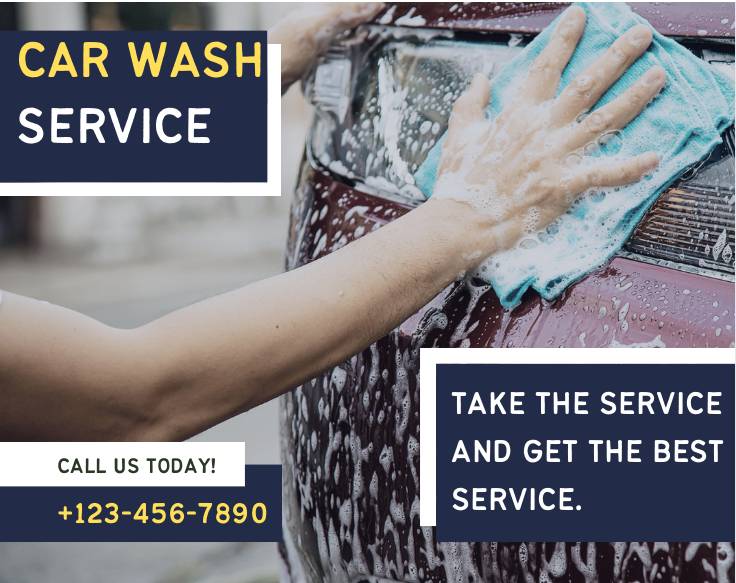 CAR WASH
SERVICE
TAKE THE SERVICE
AND GET THE BEST
SERVICE.
CALL US TODAY!
+123-456-7890